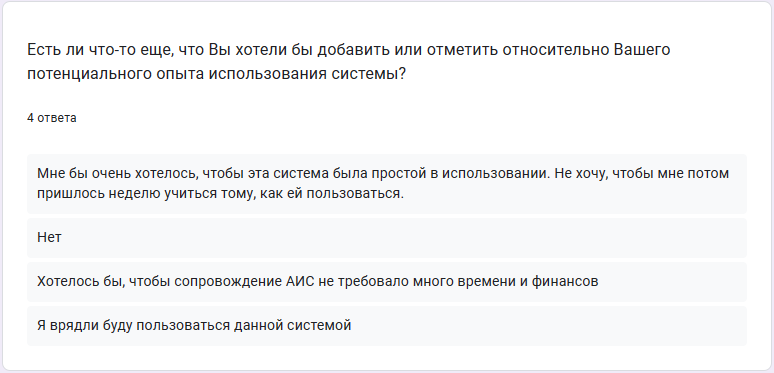 Есть ли что-то еще, что Вы хотели бы добавить или отметить относительно Вашего
потенциального опыта использования системы?
4 ответа
Мне бы очень хотелось, чтобы эта система была простой в использовании. Не хочу, чтобы мне потом
пришлось неделю учиться тому, как ей пользоваться.
Нет
Хотелось бы, чтобы сопровождение АИС не требовало много времени и финансов
Я врядли буду пользоваться данной системой